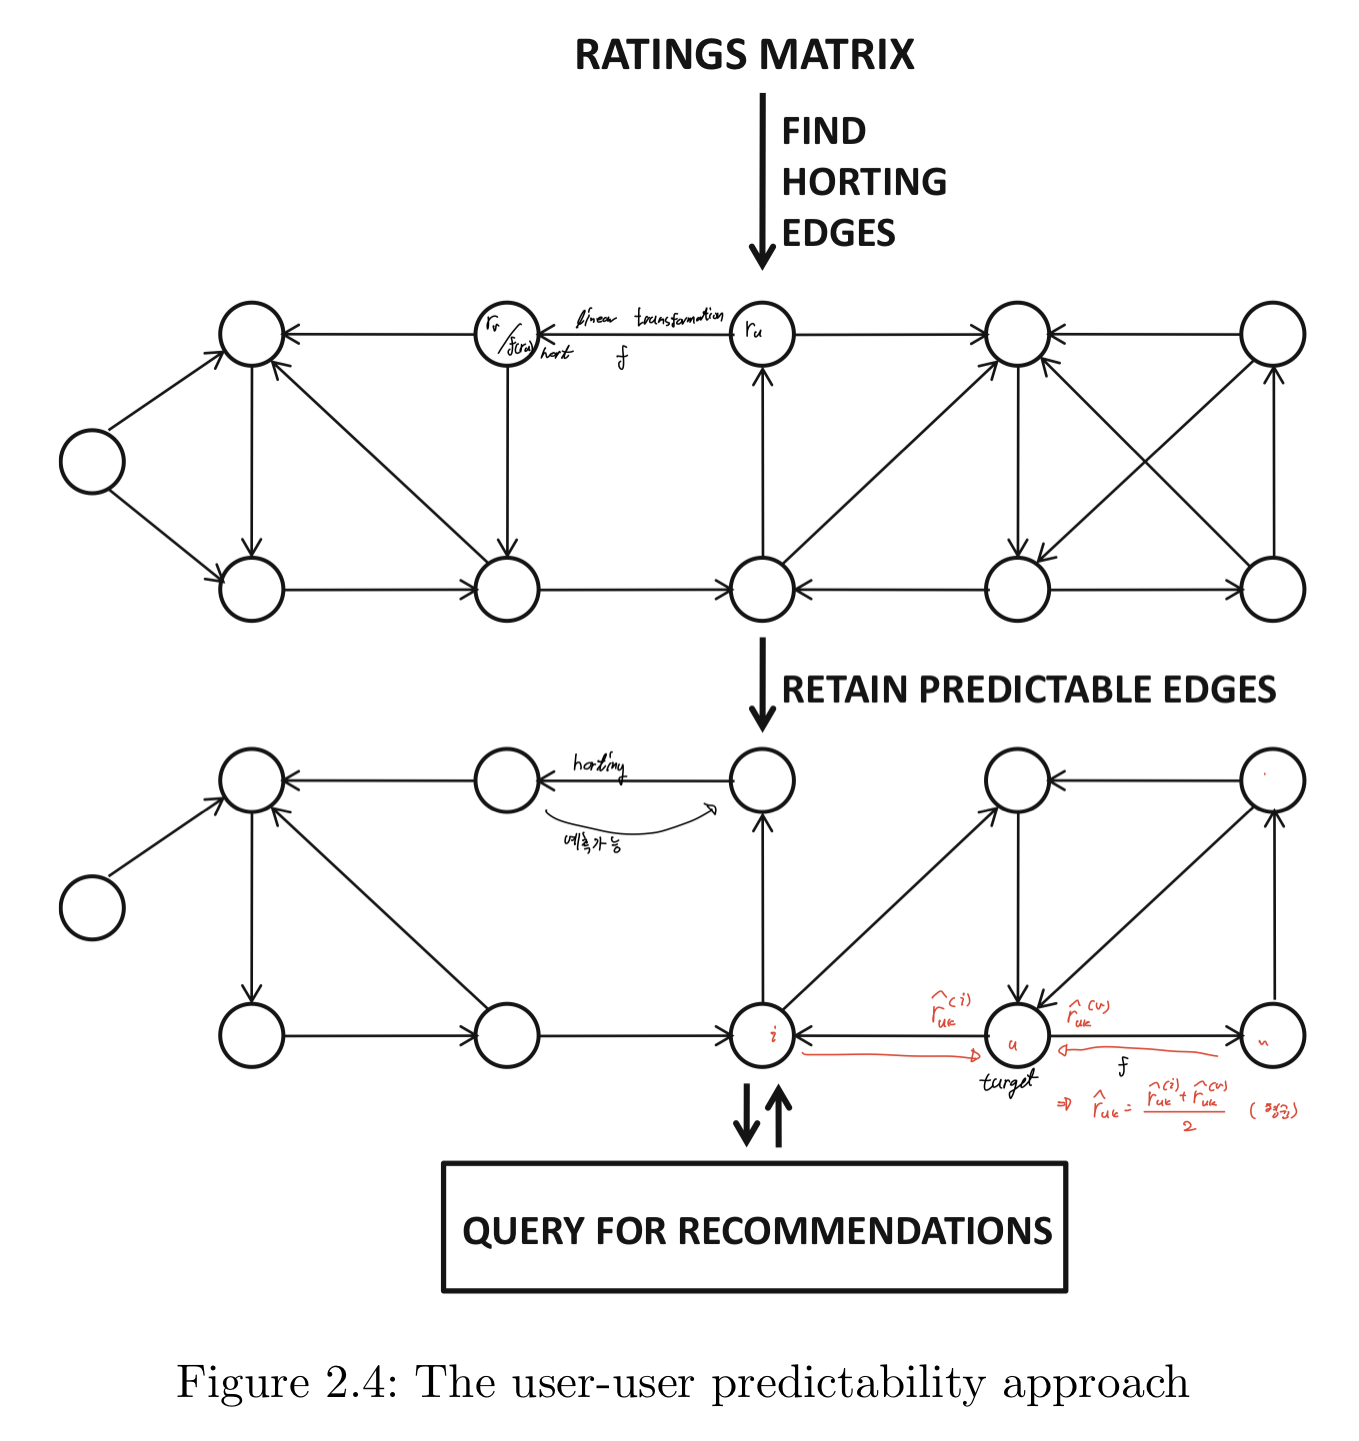 RATINGS MATRIX
FIND
HORTING
EDGES
linear transformation
r_v / f(r_u)
hort
f
r_u
RETAIN PREDICTABLE EDGES
horting
예측가능
\hat{r}_{uk}^{(i)}
\hat{r}_{uk}^{(v)}
i
u
target
f
⇒ \hat{r}_{uk} = \frac{\hat{r}_{uk}^{(i)} + \hat{r}_{uk}^{(v)}}{2} (평균)
QUERY FOR RECOMMENDATIONS
Figure 2.4: The user-user predictability approach